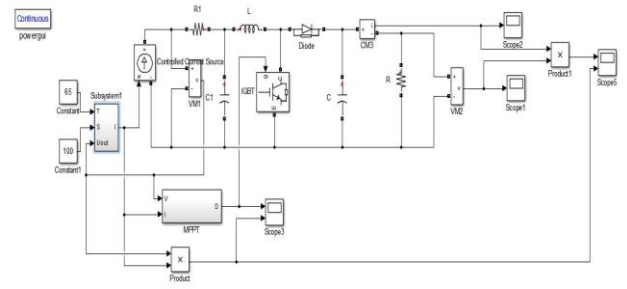 Continuous
powergui
R1
L
Diode
CM3
Scope2
Product1
Scope5
Controlled Current Source
VM1
C1
IGBT
C
R
VM2
Scope1
65
Constant
Subsystem1
T
S
I
Uout
100
Constant1
V
I
D
MPPT
Scope3
Product